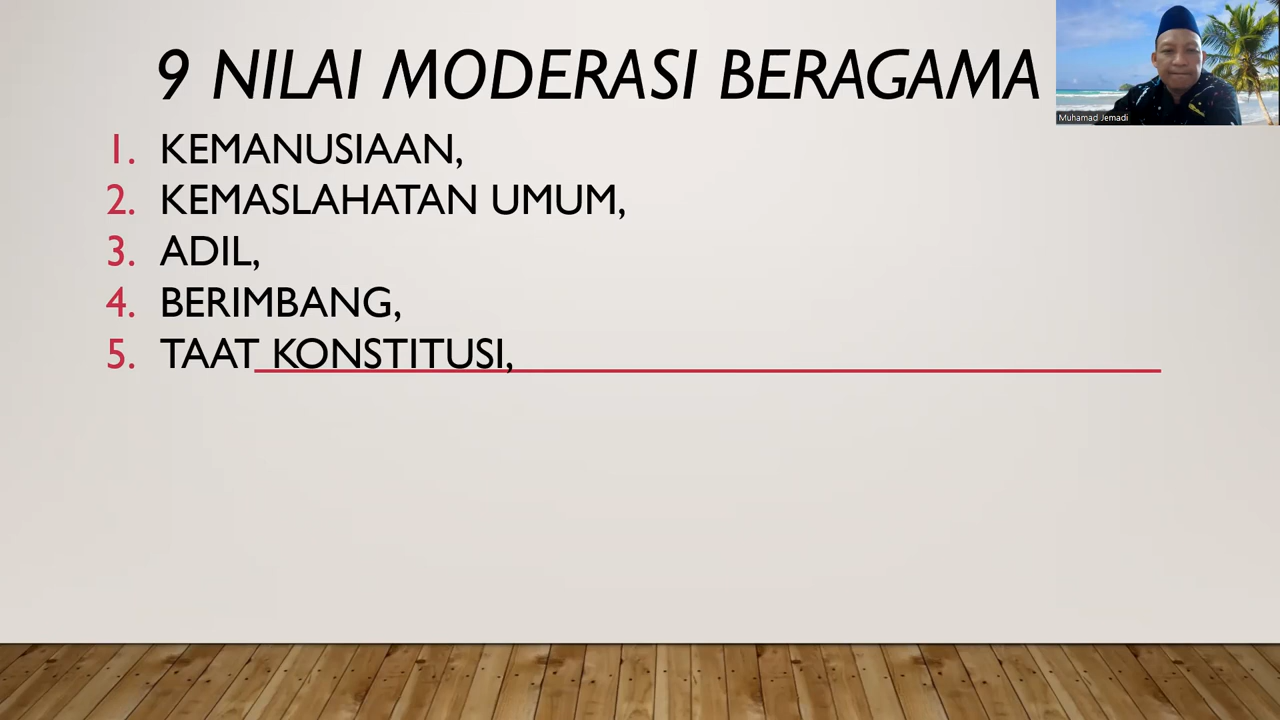 9 NILAI MODERASI BERAGAMA
1. KEMANUSIAAN,
2. KEMASLAHATAN UMUM,
3. ADIL,
4. BERIMBANG,
5. TAAT KONSTITUSI,
Muhamad Jemadi